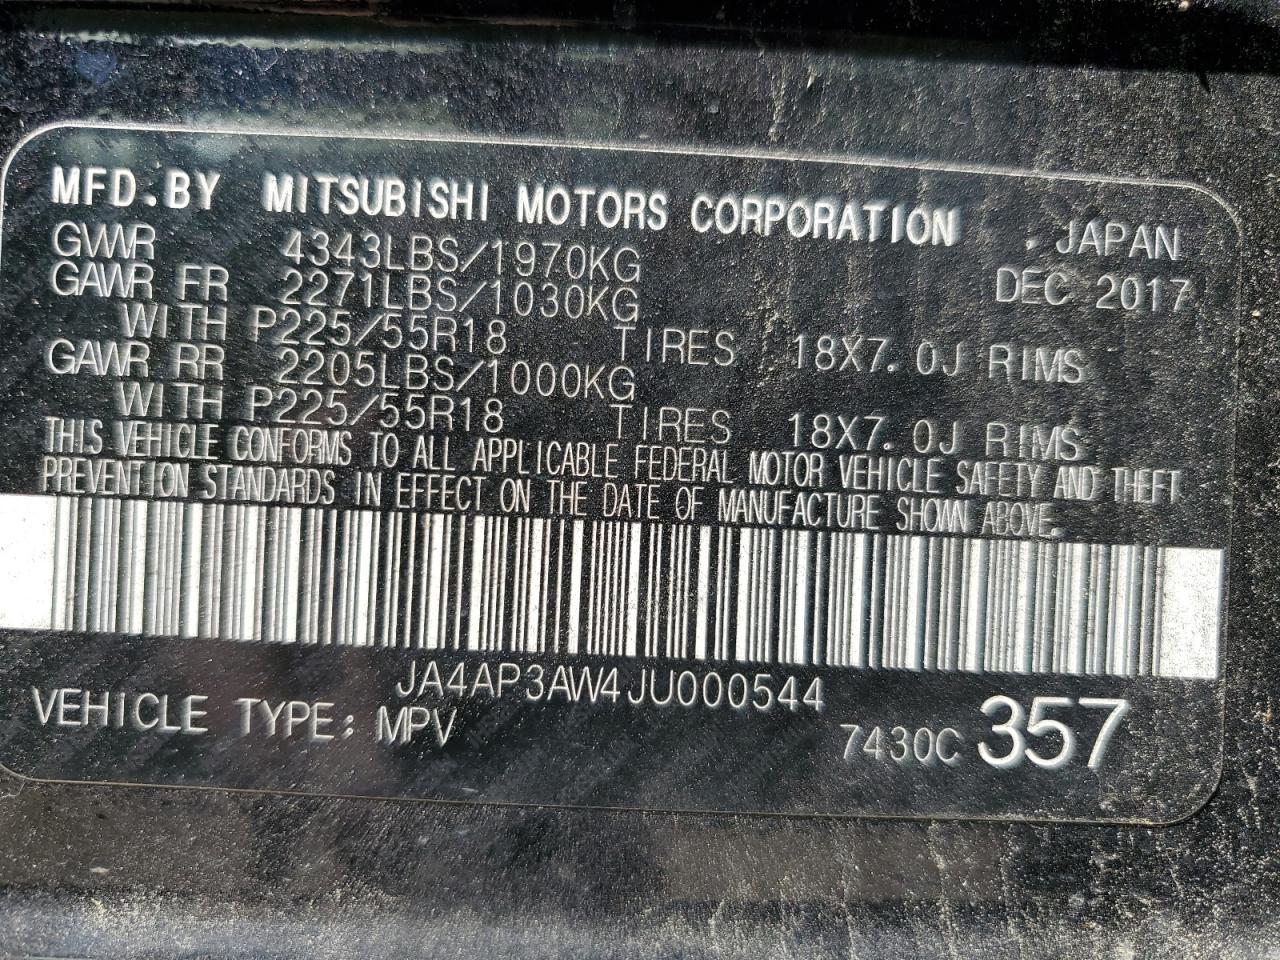 MFD.BY MITSUBISHI MOTORS CORPORATION
GVWR 4343LBS/1970KG JAPAN
GAWR FR 2271LBS/1030KG DEC 2017
WITH P225/55R18 TIRES 18X7.0J RIMS
GAWR RR 2205LBS/1000KG
WITH P225/55R18 TIRES 18X7.0J RIMS
THIS VEHICLE CONFORMS TO ALL APPLICABLE FEDERAL MOTOR VEHICLE SAFETY AND THEFT
PREVENTION STANDARDS IN EFFECT ON THE DATE OF MANUFACTURE SHOWN ABOVE.
JA4AP3AW4JU000544
VEHICLE TYPE: MPV 7430C 357